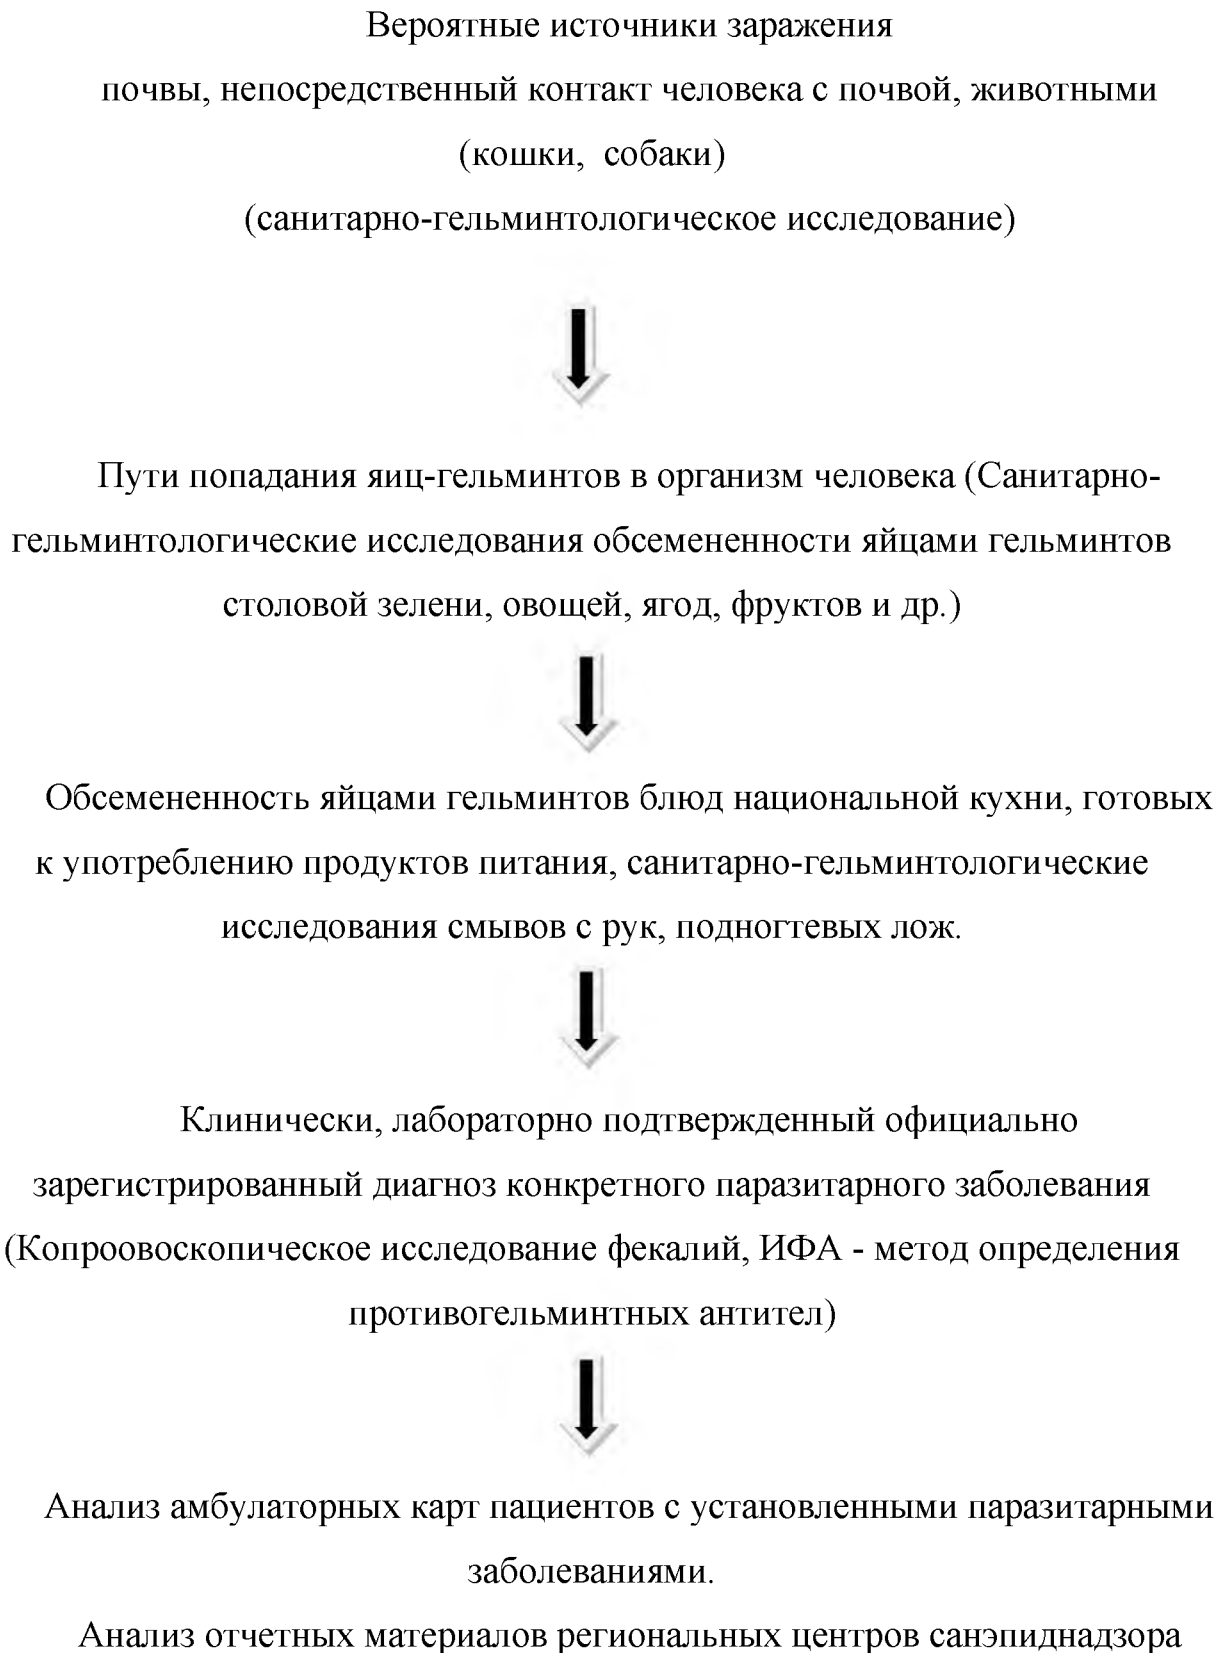 Вероятные источники заражения
почвы, непосредственный контакт человека с почвой, животными
(кошки, собаки)
(санитарно-гельминтологическое исследование)
Пути попадания яиц-гельминтов в организм человека (Санитарно-
гельминтологические исследования обсемененности яйцами гельминтов
столовой зелени, овощей, ягод, фруктов и др.)
Обсемененность яйцами гельминтов блюд национальной кухни, готовых
к употреблению продуктов питания, санитарно-гельминтологические
исследования смывов с рук, подногтевых лож.
Клинически, лабораторно подтвержденный официально
зарегистрированный диагноз конкретного паразитарного заболевания
(Копроовоскопическое исследование фекалий, ИФА - метод определения
противогельминтных антител)
Анализ амбулаторных карт пациентов с установленными паразитарными
заболеваниями.
Анализ отчетных материалов региональных центров санэпиднадзора